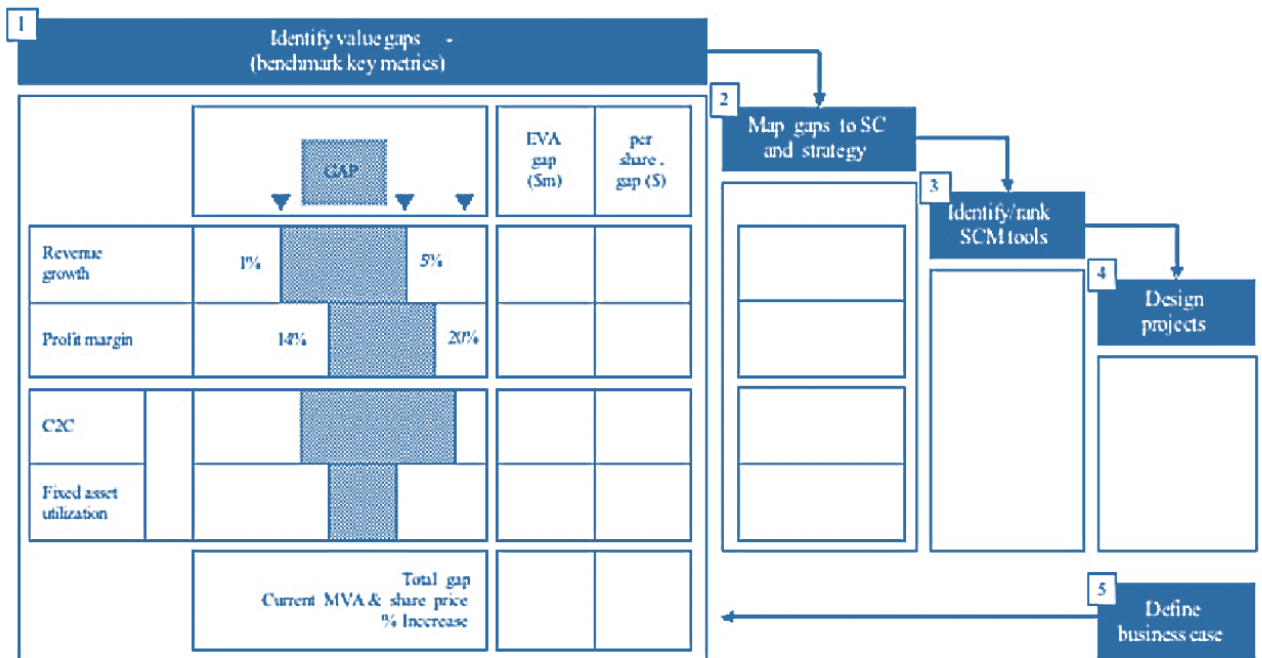 1
Identify value gaps -
(benchmark key metrics)
2
Map gaps to SC
and strategy
3
Identify/rank
SCM tools
4
Design
projects
GAP
EVA
gap
($m)
per
share -
gap ($)
Revenue
growth
1%
5%
Profit margin
14%
20%
C2C
Fixed asset
utilization
Total gap
Current MVA & share price
% Increase
5
Define
business case